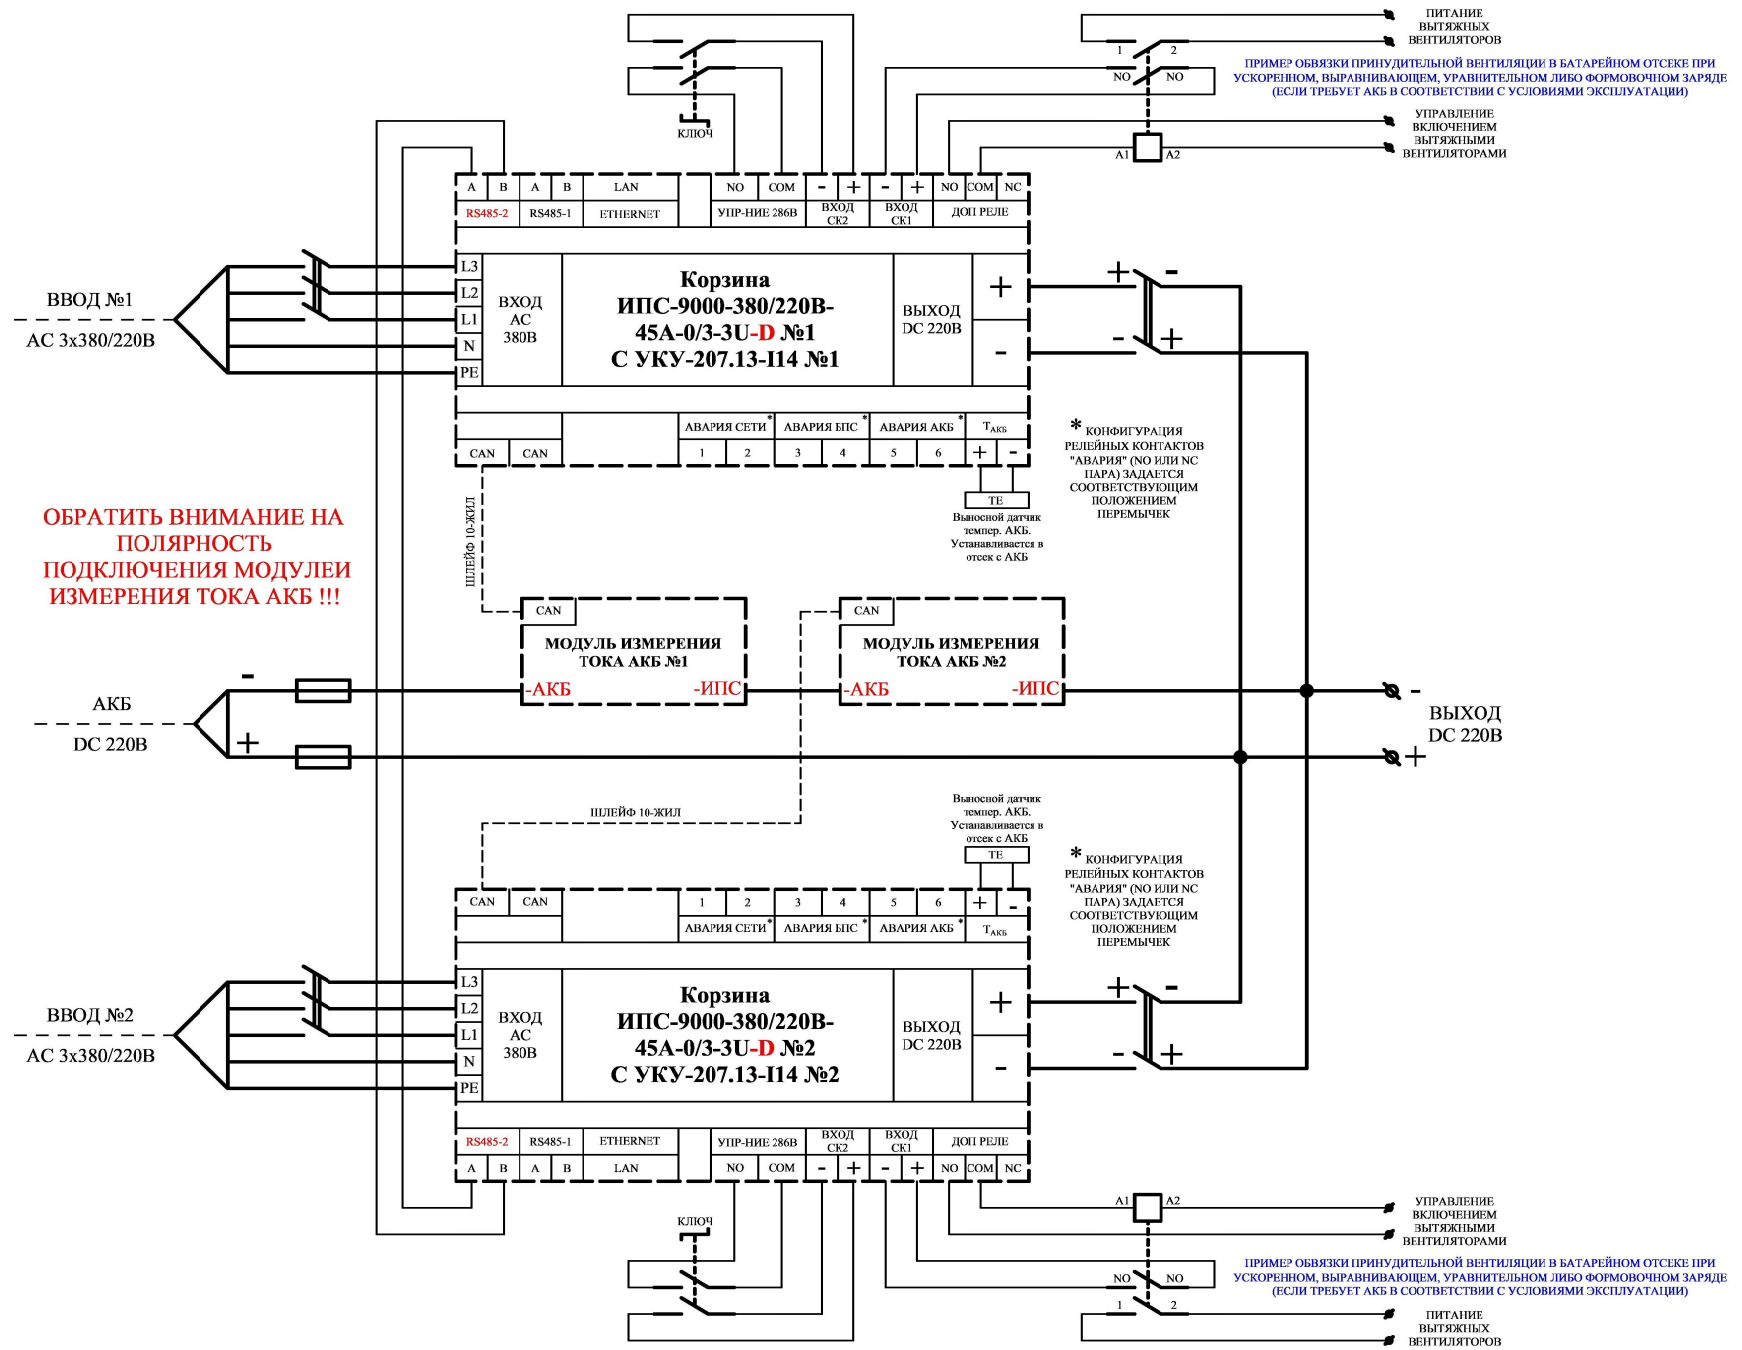 ПИТАНИЕ
ВЫТЯЖНЫХ
ВЕНТИЛЯТОРОВ
1 2
NO NO
ПРИМЕР ОБВЯЗКИ ПРИНУДИТЕЛЬНОЙ ВЕНТИЛЯЦИИ В БАТАРЕЙНОМ ОТСЕКЕ ПРИ
УСКОРЕННОМ, ВЫРАВНИВАЮЩЕМ, УРАВНИТЕЛЬНОМ ЛИБО ФОРМОВОЧНОМ ЗАРЯДЕ
(ЕСЛИ ТРЕБУЕТ АКБ В СООТВЕТСТВИИ С УСЛОВИЯМИ ЭКСПЛУАТАЦИИ)
УПРАВЛЕНИЕ
ВКЛЮЧЕНИЕМ
ВЫТЯЖНЫМИ
ВЕНТИЛЯТОРАМИ
A1 A2
КЛЮЧ
A B A B LAN NO COM - + - + NO COM NC
RS485-2 RS485-1 ETHERNET УПР-НИЕ 286В ВХОД СК2 ВХОД СК1 ДОП РЕЛЕ
ВВОД №1
AC 3x380/220В
L3
L2
L1
N
PE
ВХОД
AC
380В
Корзина
ИПС-9000-380/220В-
45А-0/3-3U-D №1
С УКУ-207.13-I14 №1
ВЫХОД
DC 220В
+
-
+ -
- +
АВАРИЯ СЕТИ* АВАРИЯ БПС* АВАРИЯ АКБ* ТАКБ
CAN CAN 1 2 3 4 5 6 + -
TE
Выносной датчик
темпер. АКБ.
Устанавливается в
отсек с АКБ
* КОНФИГУРАЦИЯ
РЕЛЕЙНЫХ КОНТАКТОВ
"АВАРИЯ" (NO ИЛИ NC
ПАРА) ЗАДАЕТСЯ
СООТВЕТСТВУЮЩИМ
ПОЛОЖЕНИЕМ
ПЕРЕМЫЧЕК
ШЛЕЙФ 10-ЖИЛ
ОБРАТИТЬ ВНИМАНИЕ НА
ПОЛЯРНОСТЬ
ПОДКЛЮЧЕНИЯ МОДУЛЕИ
ИЗМЕРЕНИЯ ТОКА АКБ !!!
CAN
МОДУЛЬ ИЗМЕРЕНИЯ
ТОКА АКБ №1
-АКБ -ИПС
CAN
МОДУЛЬ ИЗМЕРЕНИЯ
ТОКА АКБ №2
-АКБ -ИПС
АКБ
DC 220В
-
+
-
ВЫХОД
DC 220В
+
ШЛЕЙФ 10-ЖИЛ
Выносной датчик
темпер. АКБ.
Устанавливается в
отсек с АКБ
TE
* КОНФИГУРАЦИЯ
РЕЛЕЙНЫХ КОНТАКТОВ
"АВАРИЯ" (NO ИЛИ NC
ПАРА) ЗАДАЕТСЯ
СООТВЕТСТВУЮЩИМ
ПОЛОЖЕНИЕМ
ПЕРЕМЫЧЕК
CAN CAN 1 2 3 4 5 6 + -
АВАРИЯ СЕТИ* АВАРИЯ БПС* АВАРИЯ АКБ* ТАКБ
ВВОД №2
AC 3x380/220В
L3
L2
L1
N
PE
ВХОД
AC
380В
Корзина
ИПС-9000-380/220В-
45А-0/3-3U-D №2
С УКУ-207.13-I14 №2
ВЫХОД
DC 220В
+
-
+ -
- +
RS485-2 RS485-1 ETHERNET УПР-НИЕ 286В ВХОД СК2 ВХОД СК1 ДОП РЕЛЕ
A B A B LAN NO COM - + - + NO COM NC
КЛЮЧ
A1 A2
УПРАВЛЕНИЕ
ВКЛЮЧЕНИЕМ
ВЫТЯЖНЫМИ
ВЕНТИЛЯТОРАМИ
ПРИМЕР ОБВЯЗКИ ПРИНУДИТЕЛЬНОЙ ВЕНТИЛЯЦИИ В БАТАРЕЙНОМ ОТСЕКЕ ПРИ
УСКОРЕННОМ, ВЫРАВНИВАЮЩЕМ, УРАВНИТЕЛЬНОМ ЛИБО ФОРМОВОЧНОМ ЗАРЯДЕ
(ЕСЛИ ТРЕБУЕТ АКБ В СООТВЕТСТВИИ С УСЛОВИЯМИ ЭКСПЛУАТАЦИИ)
NO NO
1 2
ПИТАНИЕ
ВЫТЯЖНЫХ
ВЕНТИЛЯТОРОВ